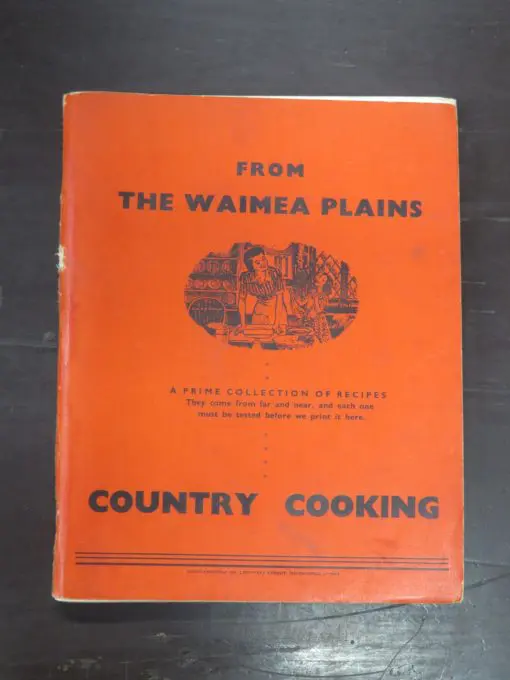 FROM
THE WAIMEA PLAINS
A PRIME COLLECTION OF RECIPES
They come from far and near, and each one
must be tested before we print it here.
COUNTRY COOKING